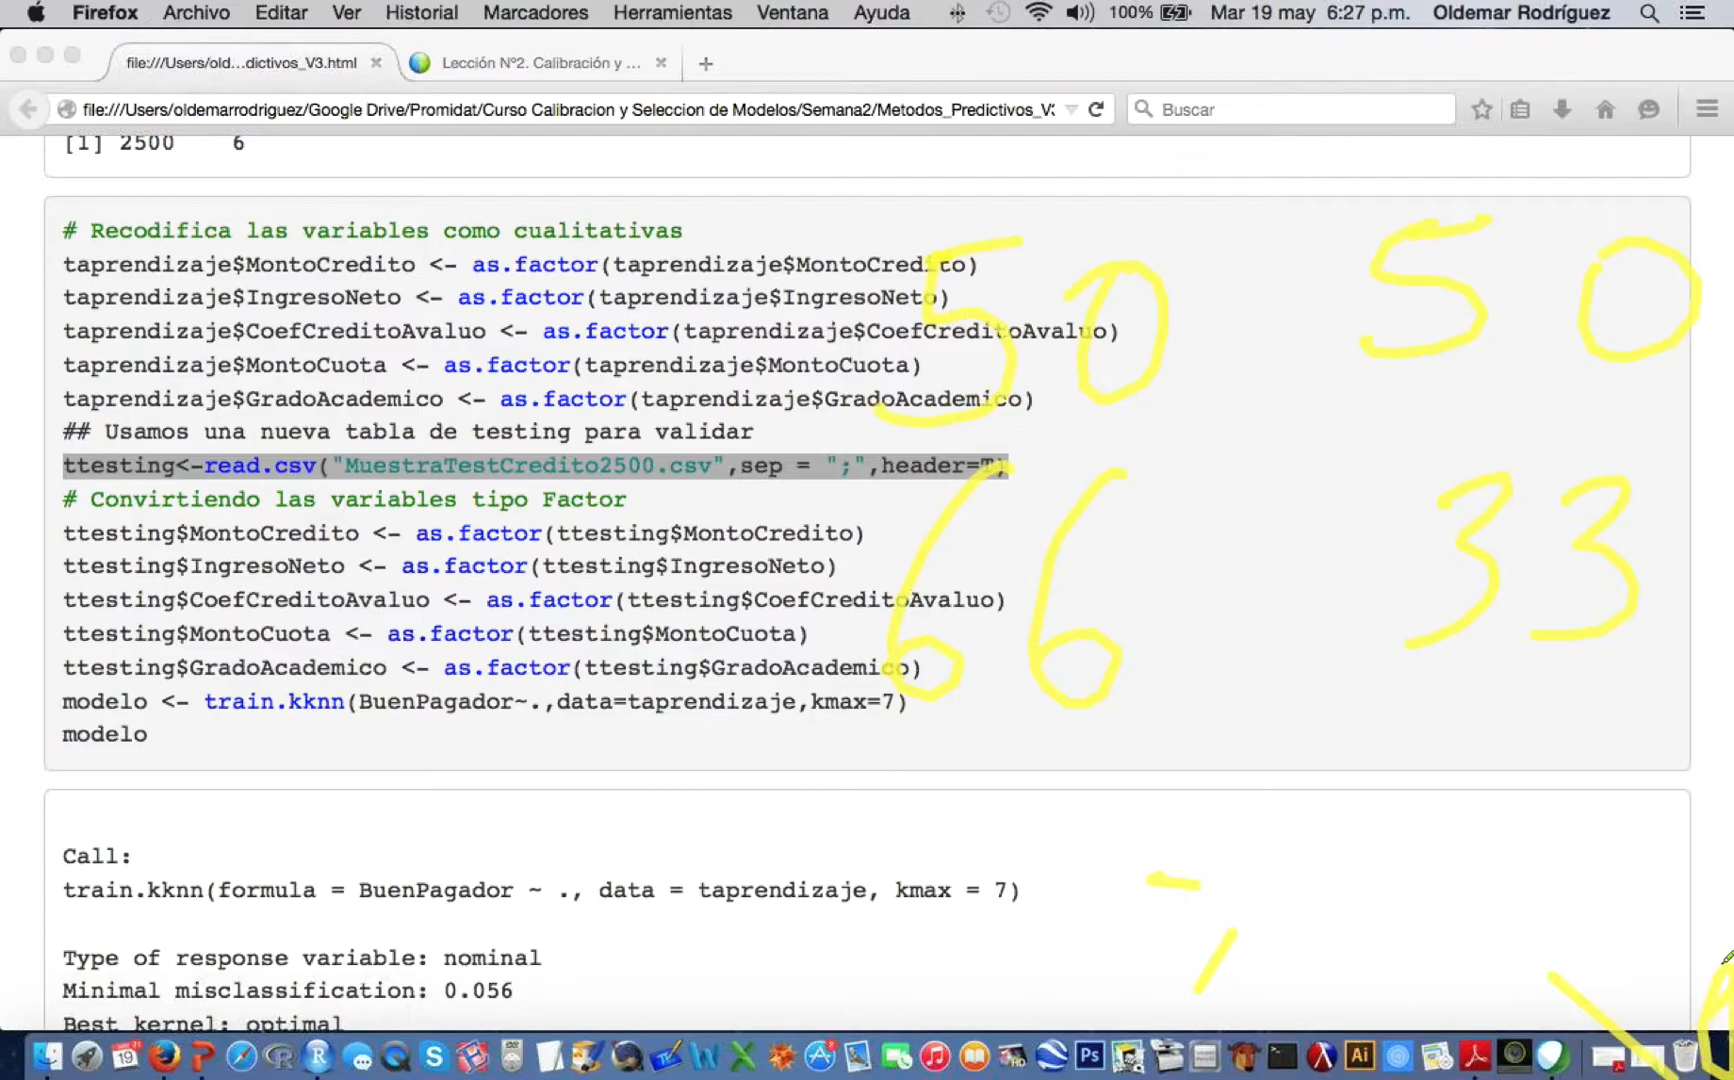 Firefox Archivo Editar Ver Historial Marcadores Herramientas Ventana Ayuda 100% Mar 19 may 6:27 p.m. Oldemar Rodríguez
file:///Users/old...dictivos_V3.html Lección Nº2. Calibración y ...
file:///Users/oldemarrodriguez/Google Drive/Promidat/Curso Calibracion y Seleccion de Modelos/Semana2/Metodos_Predictivos_V3 Buscar
[1] 2500 6
# Recodifica las variables como cualitativas
taprendizaje$MontoCredito <- as.factor(taprendizaje$MontoCredito)
taprendizaje$IngresoNeto <- as.factor(taprendizaje$IngresoNeto)
taprendizaje$CoefCreditoAvaluo <- as.factor(taprendizaje$CoefCreditoAvaluo)
taprendizaje$MontoCuota <- as.factor(taprendizaje$MontoCuota)
taprendizaje$GradoAcademico <- as.factor(taprendizaje$GradoAcademico)
50 50
## Usamos una nueva tabla de testing para validar
ttesting<-read.csv("MuestraTestCredito2500.csv",sep = ";",header=T)
# Convirtiendo las variables tipo Factor
ttesting$MontoCredito <- as.factor(ttesting$MontoCredito)
ttesting$IngresoNeto <- as.factor(ttesting$IngresoNeto)
ttesting$CoefCreditoAvaluo <- as.factor(ttesting$CoefCreditoAvaluo)
ttesting$MontoCuota <- as.factor(ttesting$MontoCuota)
ttesting$GradoAcademico <- as.factor(ttesting$GradoAcademico)
66 33
modelo <- train.kknn(BuenPagador~.,data=taprendizaje,kmax=7)
modelo
Call:
train.kknn(formula = BuenPagador ~ ., data = taprendizaje, kmax = 7)
Type of response variable: nominal
Minimal misclassification: 0.056
Best kernel: optimal